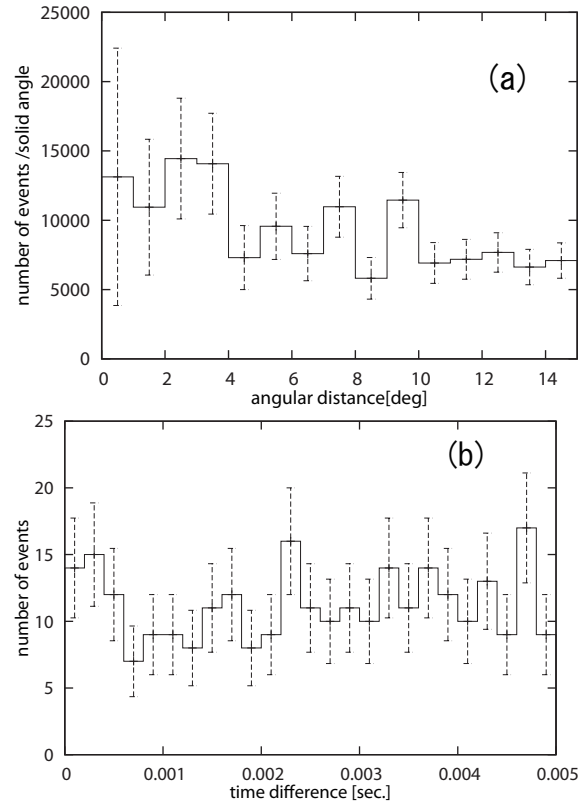 25000
20000
15000
10000
5000
0
number of events /solid angle
(a)
0 2 4 6 8 10 12 14
angular distance[deg]
25
20
15
10
5
0
number of events
(b)
0 0.001 0.002 0.003 0.004 0.005
time difference [sec.]